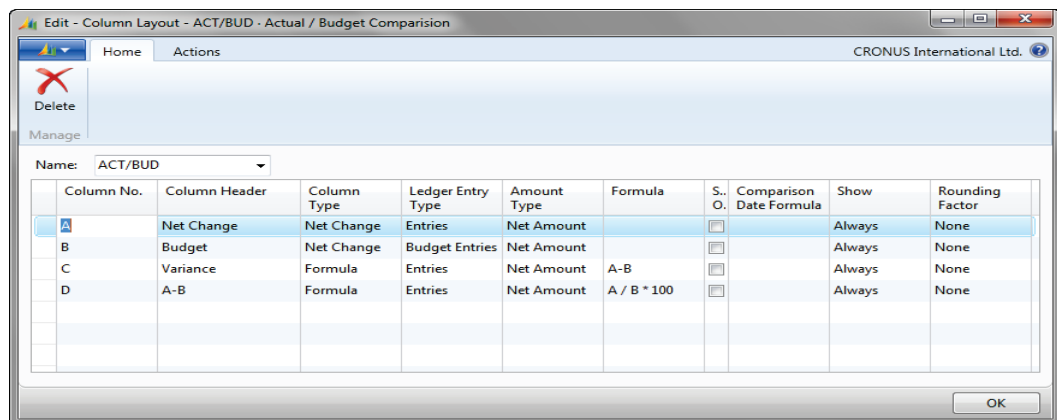 Edit - Column Layout - ACT/BUD · Actual / Budget Comparision
Home Actions CRONUS International Ltd.
Delete
Manage
Name: ACT/BUD
Column No. Column Header Column Type Ledger Entry Type Amount Type Formula S.. O. Comparison Date Formula Show Rounding Factor
A Net Change Net Change Entries Net Amount Always None
B Budget Net Change Budget Entries Net Amount Always None
C Variance Formula Entries Net Amount A-B Always None
D A-B Formula Entries Net Amount A / B * 100 Always None
OK